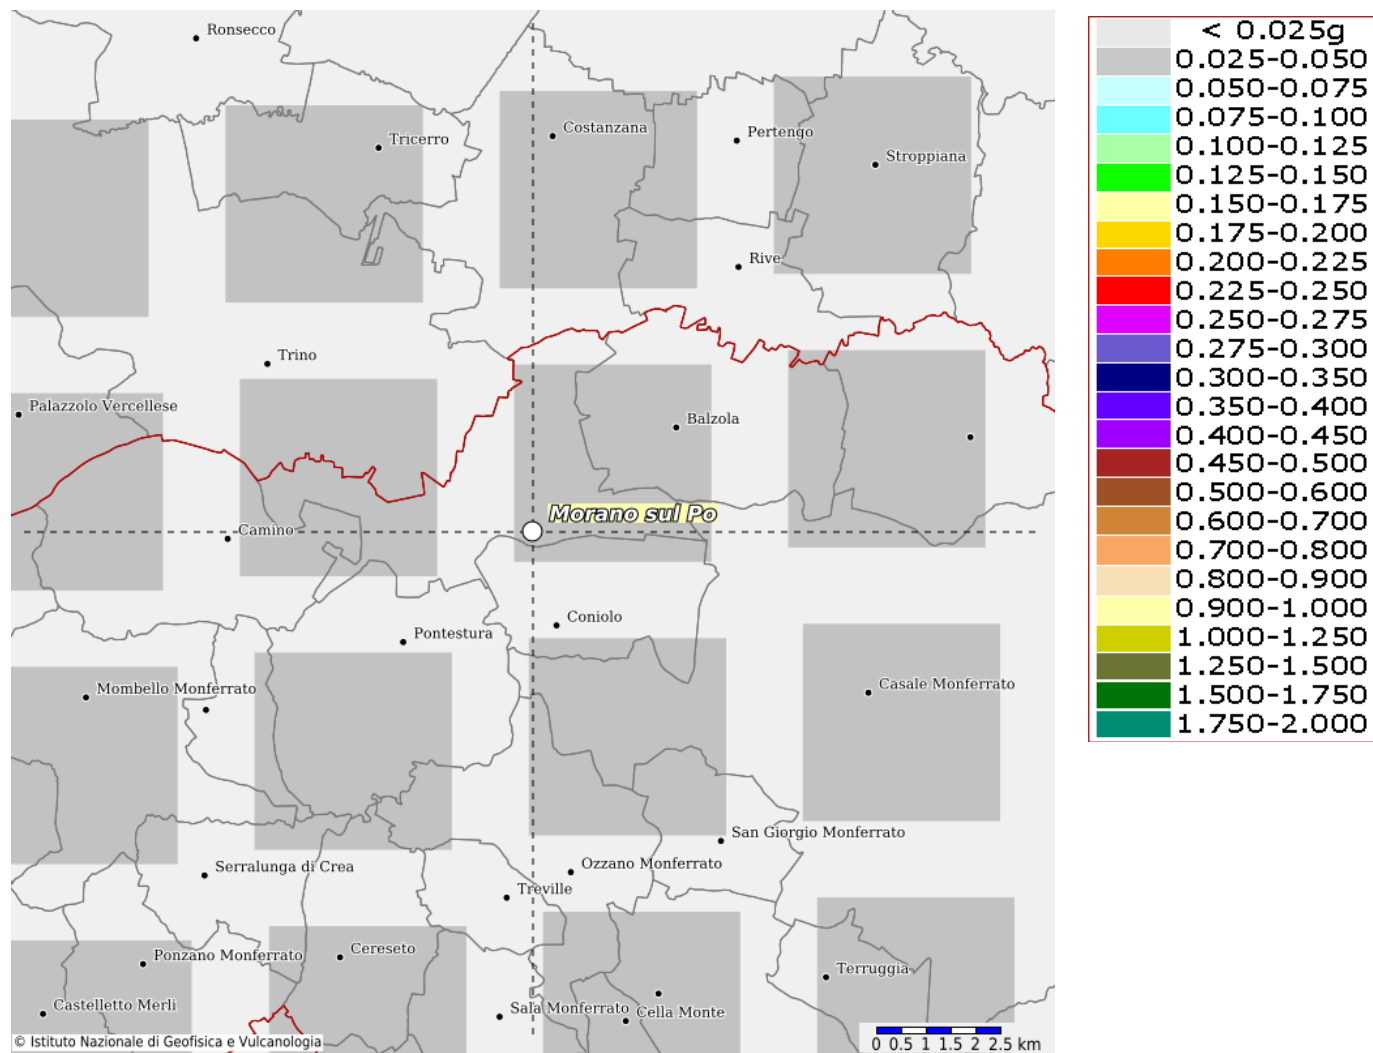 Ronsecco
Tricerro
Costanzana
Pertengo
Stroppiana
Rive
Trino
Palazzolo Vercellese
Balzola
Morano sul Po
Camino
Coniolo
Pontestura
Mombello Monferrato
Casale Monferrato
San Giorgio Monferrato
Serralunga di Crea
Ozzano Monferrato
Treville
Ponzano Monferrato
Cereseto
Terruggia
Castelletto Merli
Sala Monferrato
Cella Monte
© Istituto Nazionale di Geofisica e Vulcanologia
0 0.5 1 1.5 2 2.5 km
< 0.025g
0.025-0.050
0.050-0.075
0.075-0.100
0.100-0.125
0.125-0.150
0.150-0.175
0.175-0.200
0.200-0.225
0.225-0.250
0.250-0.275
0.275-0.300
0.300-0.350
0.350-0.400
0.400-0.450
0.450-0.500
0.500-0.600
0.600-0.700
0.700-0.800
0.800-0.900
0.900-1.000
1.000-1.250
1.250-1.500
1.500-1.750
1.750-2.000